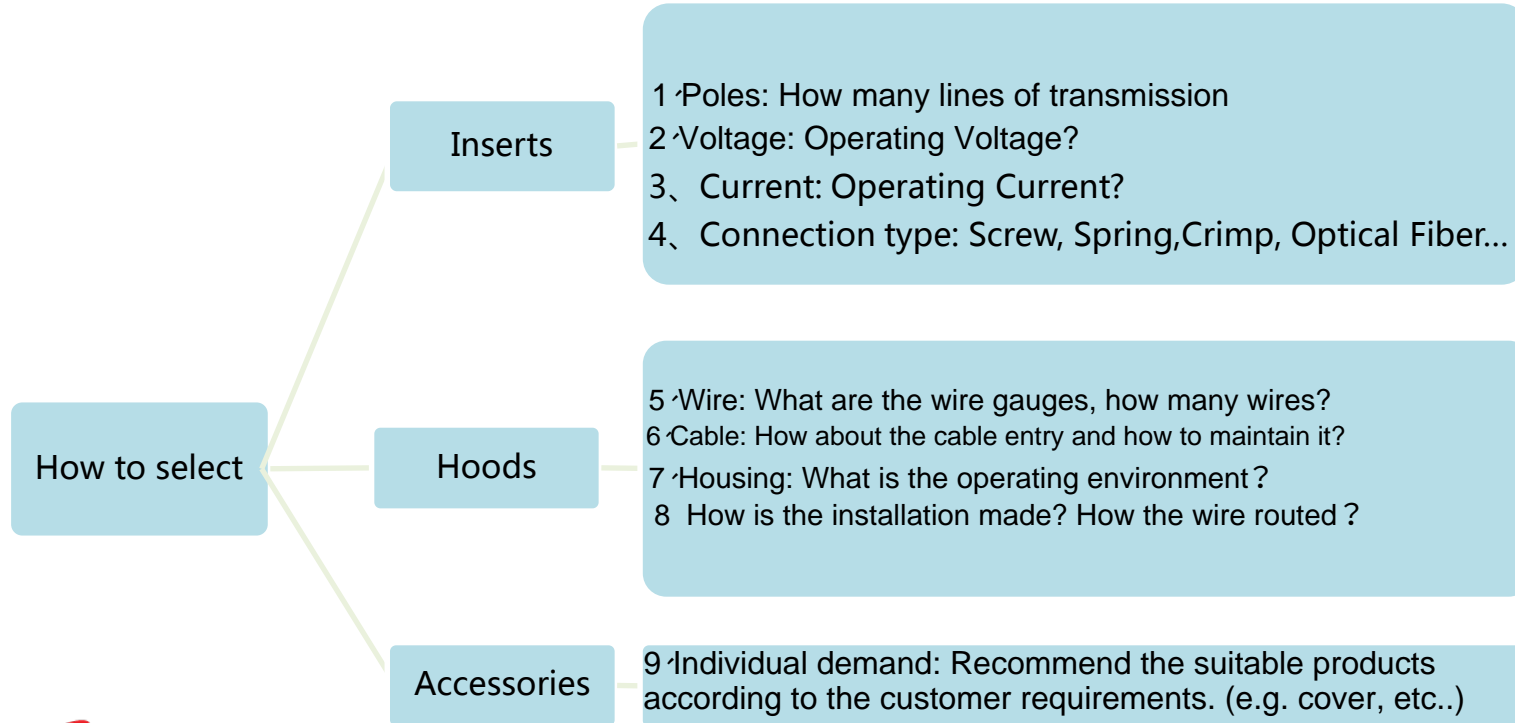 How to select
Inserts
1、Poles: How many lines of transmission
2、Voltage: Operating Voltage?
3、Current: Operating Current?
4、Connection type: Screw, Spring,Crimp, Optical Fiber...
Hoods
5、Wire: What are the wire gauges, how many wires?
6、Cable: How about the cable entry and how to maintain it?
7、Housing: What is the operating environment？
8 How is the installation made? How the wire routed？
Accessories
9、Individual demand: Recommend the suitable products
according to the customer requirements. (e.g. cover, etc..)